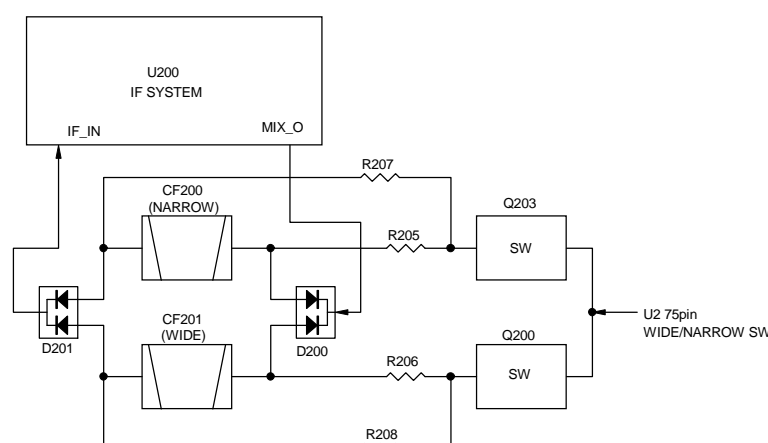 U200
IF SYSTEM
IF_IN
MIX_O
R207
CF200
(NARROW)
Q203
R205
SW
U2 75pin
WIDE/NARROW SW
CF201
(WIDE)
D201
D200
Q200
R206
SW
R208